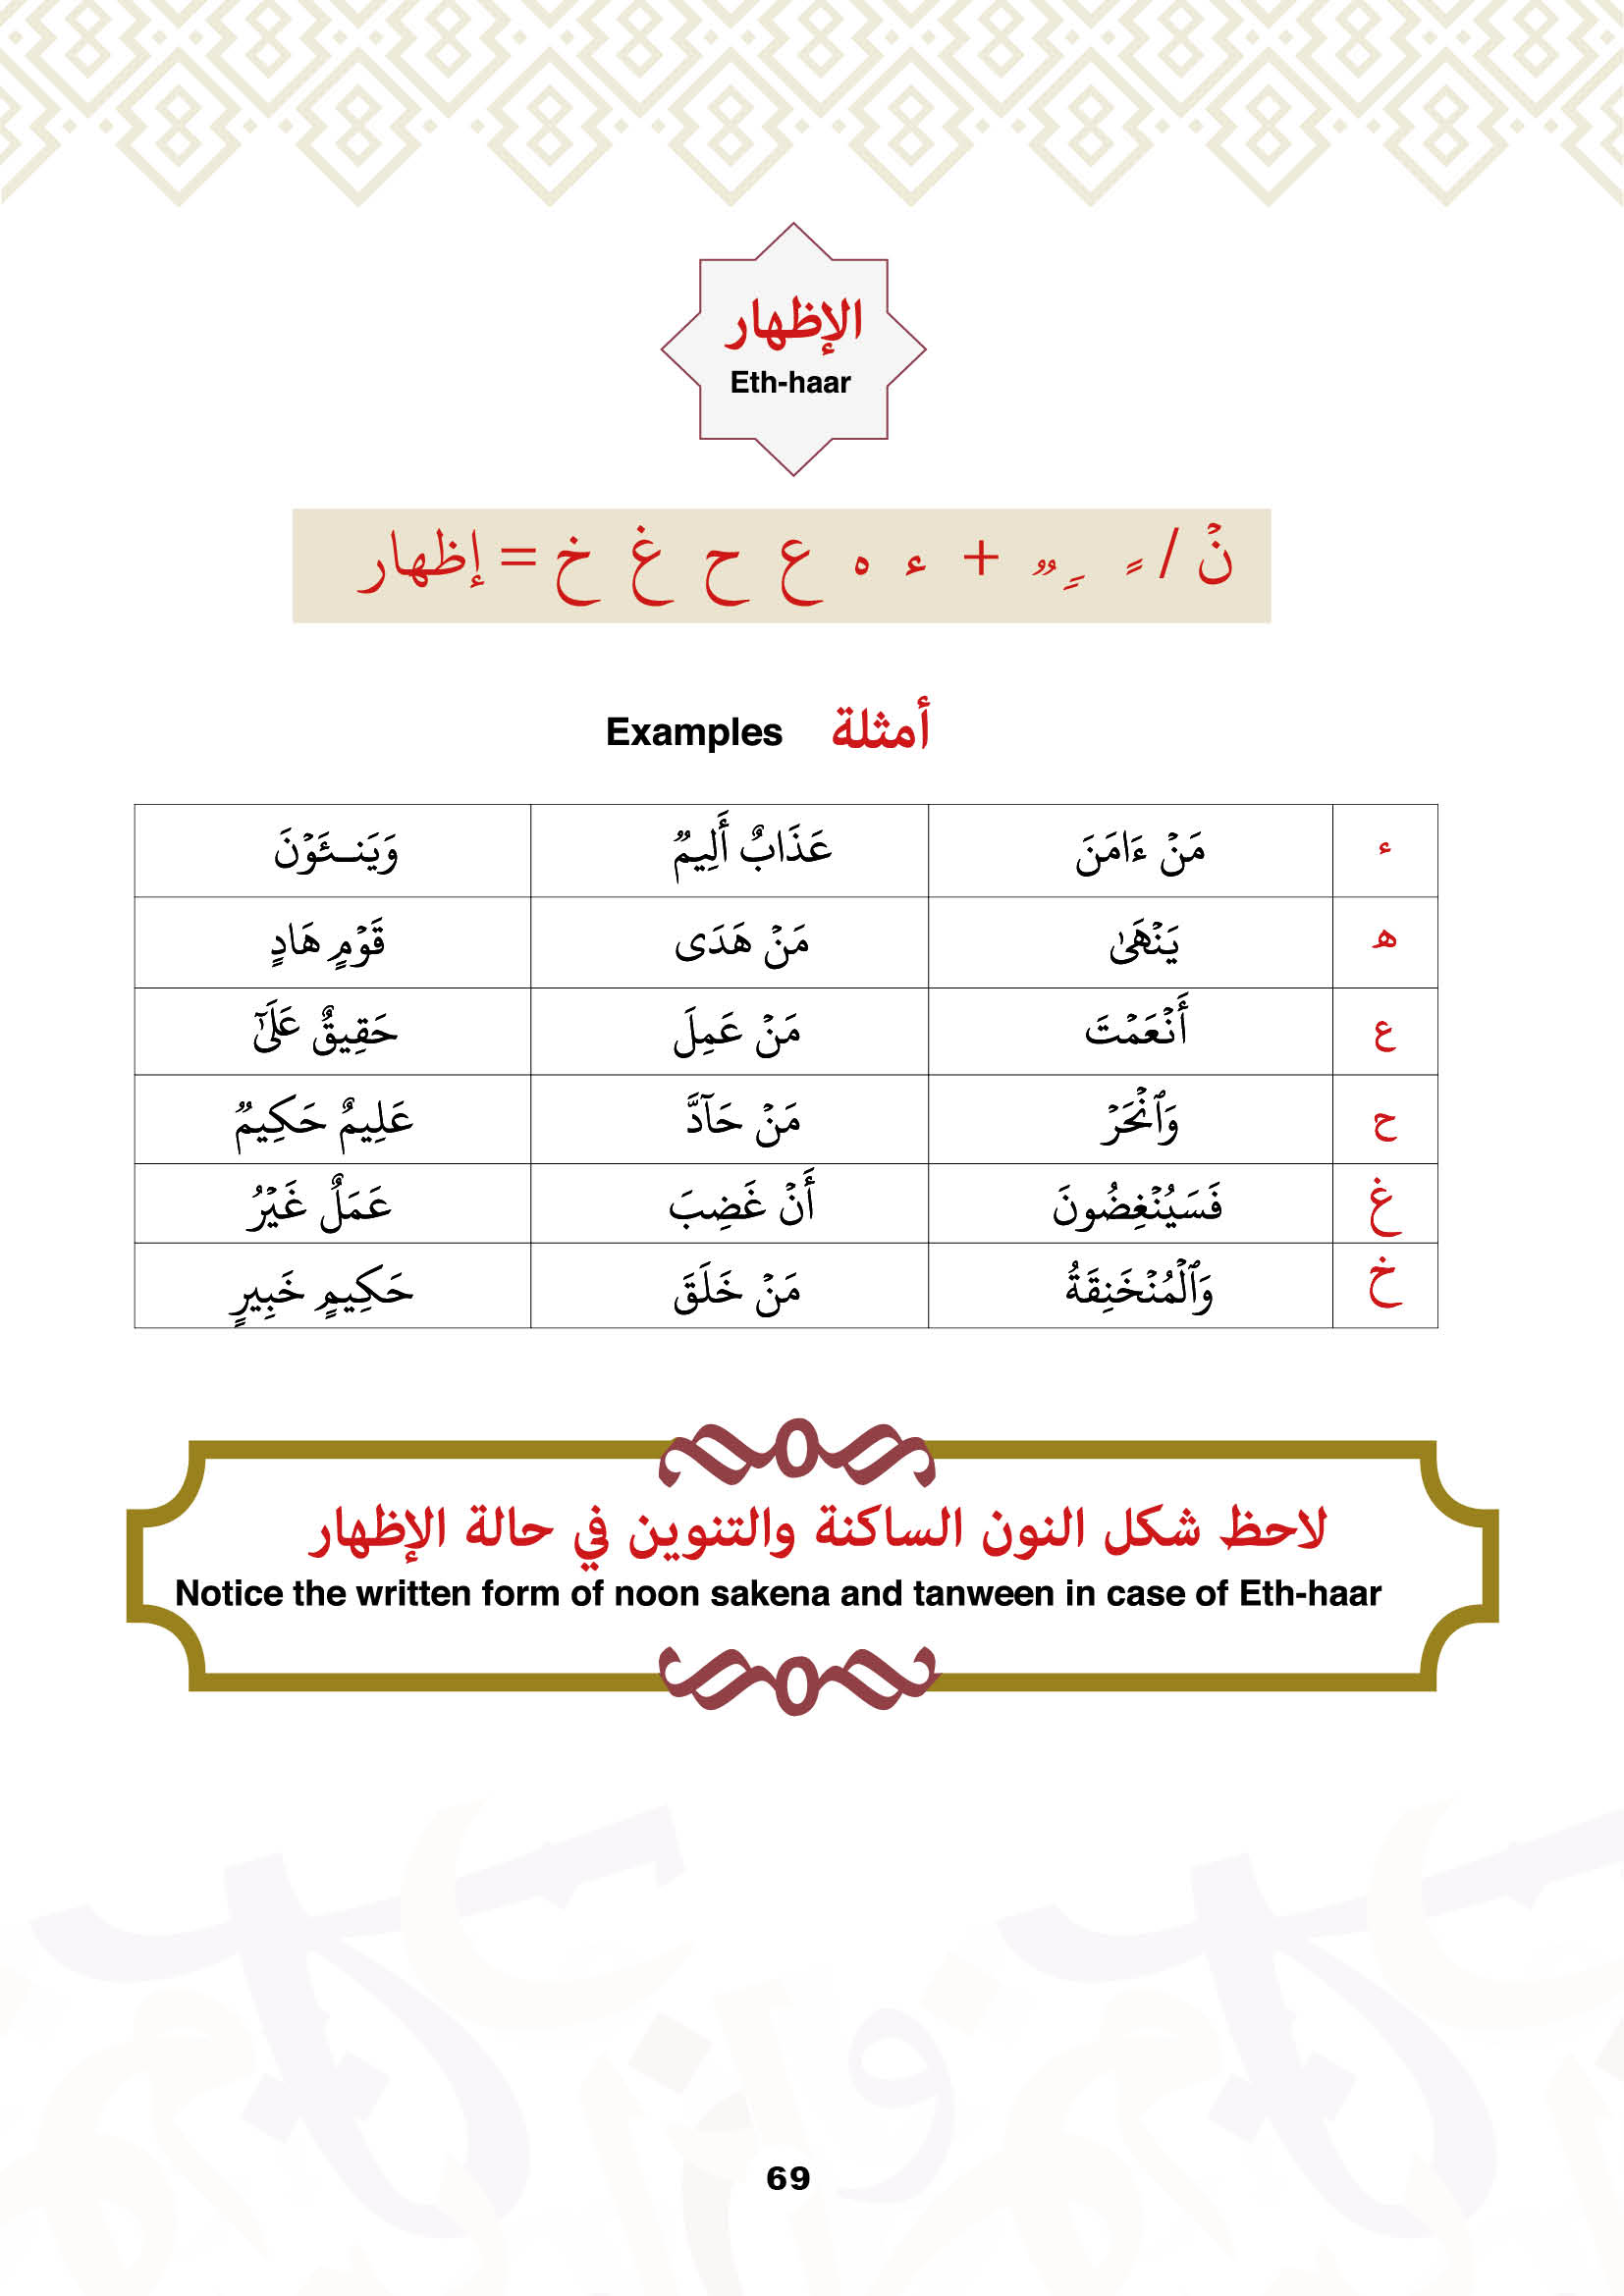 الإظهار
Eth-haar
نۡ / ـً ـٍ ـٌ + ء ه ع ح غ خ = إظهار
أمثلة Examples
ء مَنۡ ءَامَنَ عَذَابٌ أَلِيمٌ وَيَنـَٔوۡنَ
ه يَنۡهَىٰ مَنۡ هَدَى قَوۡمٍ هَادٍ
ع أَنۡعَمۡتَ مَنۡ عَمِلَ حَقِيقٌ عَلَىٰٓ
ح وَٱنۡحَرۡ مَنۡ حَآدَّ عَلِيمٌ حَكِيمٌ
غ فَسَيُنۡغِضُونَ أَنۡ غَضِبَ عَمَلٌ غَيۡرُ
خ وَٱلۡمُنۡخَنِقَةُ مَنۡ خَلَقَ حَكِيمٍ خَبِيرٍ
لاحظ شكل النون الساكنة والتنوين في حالة الإظهار
Notice the written form of noon sakena and tanween in case of Eth-haar
69